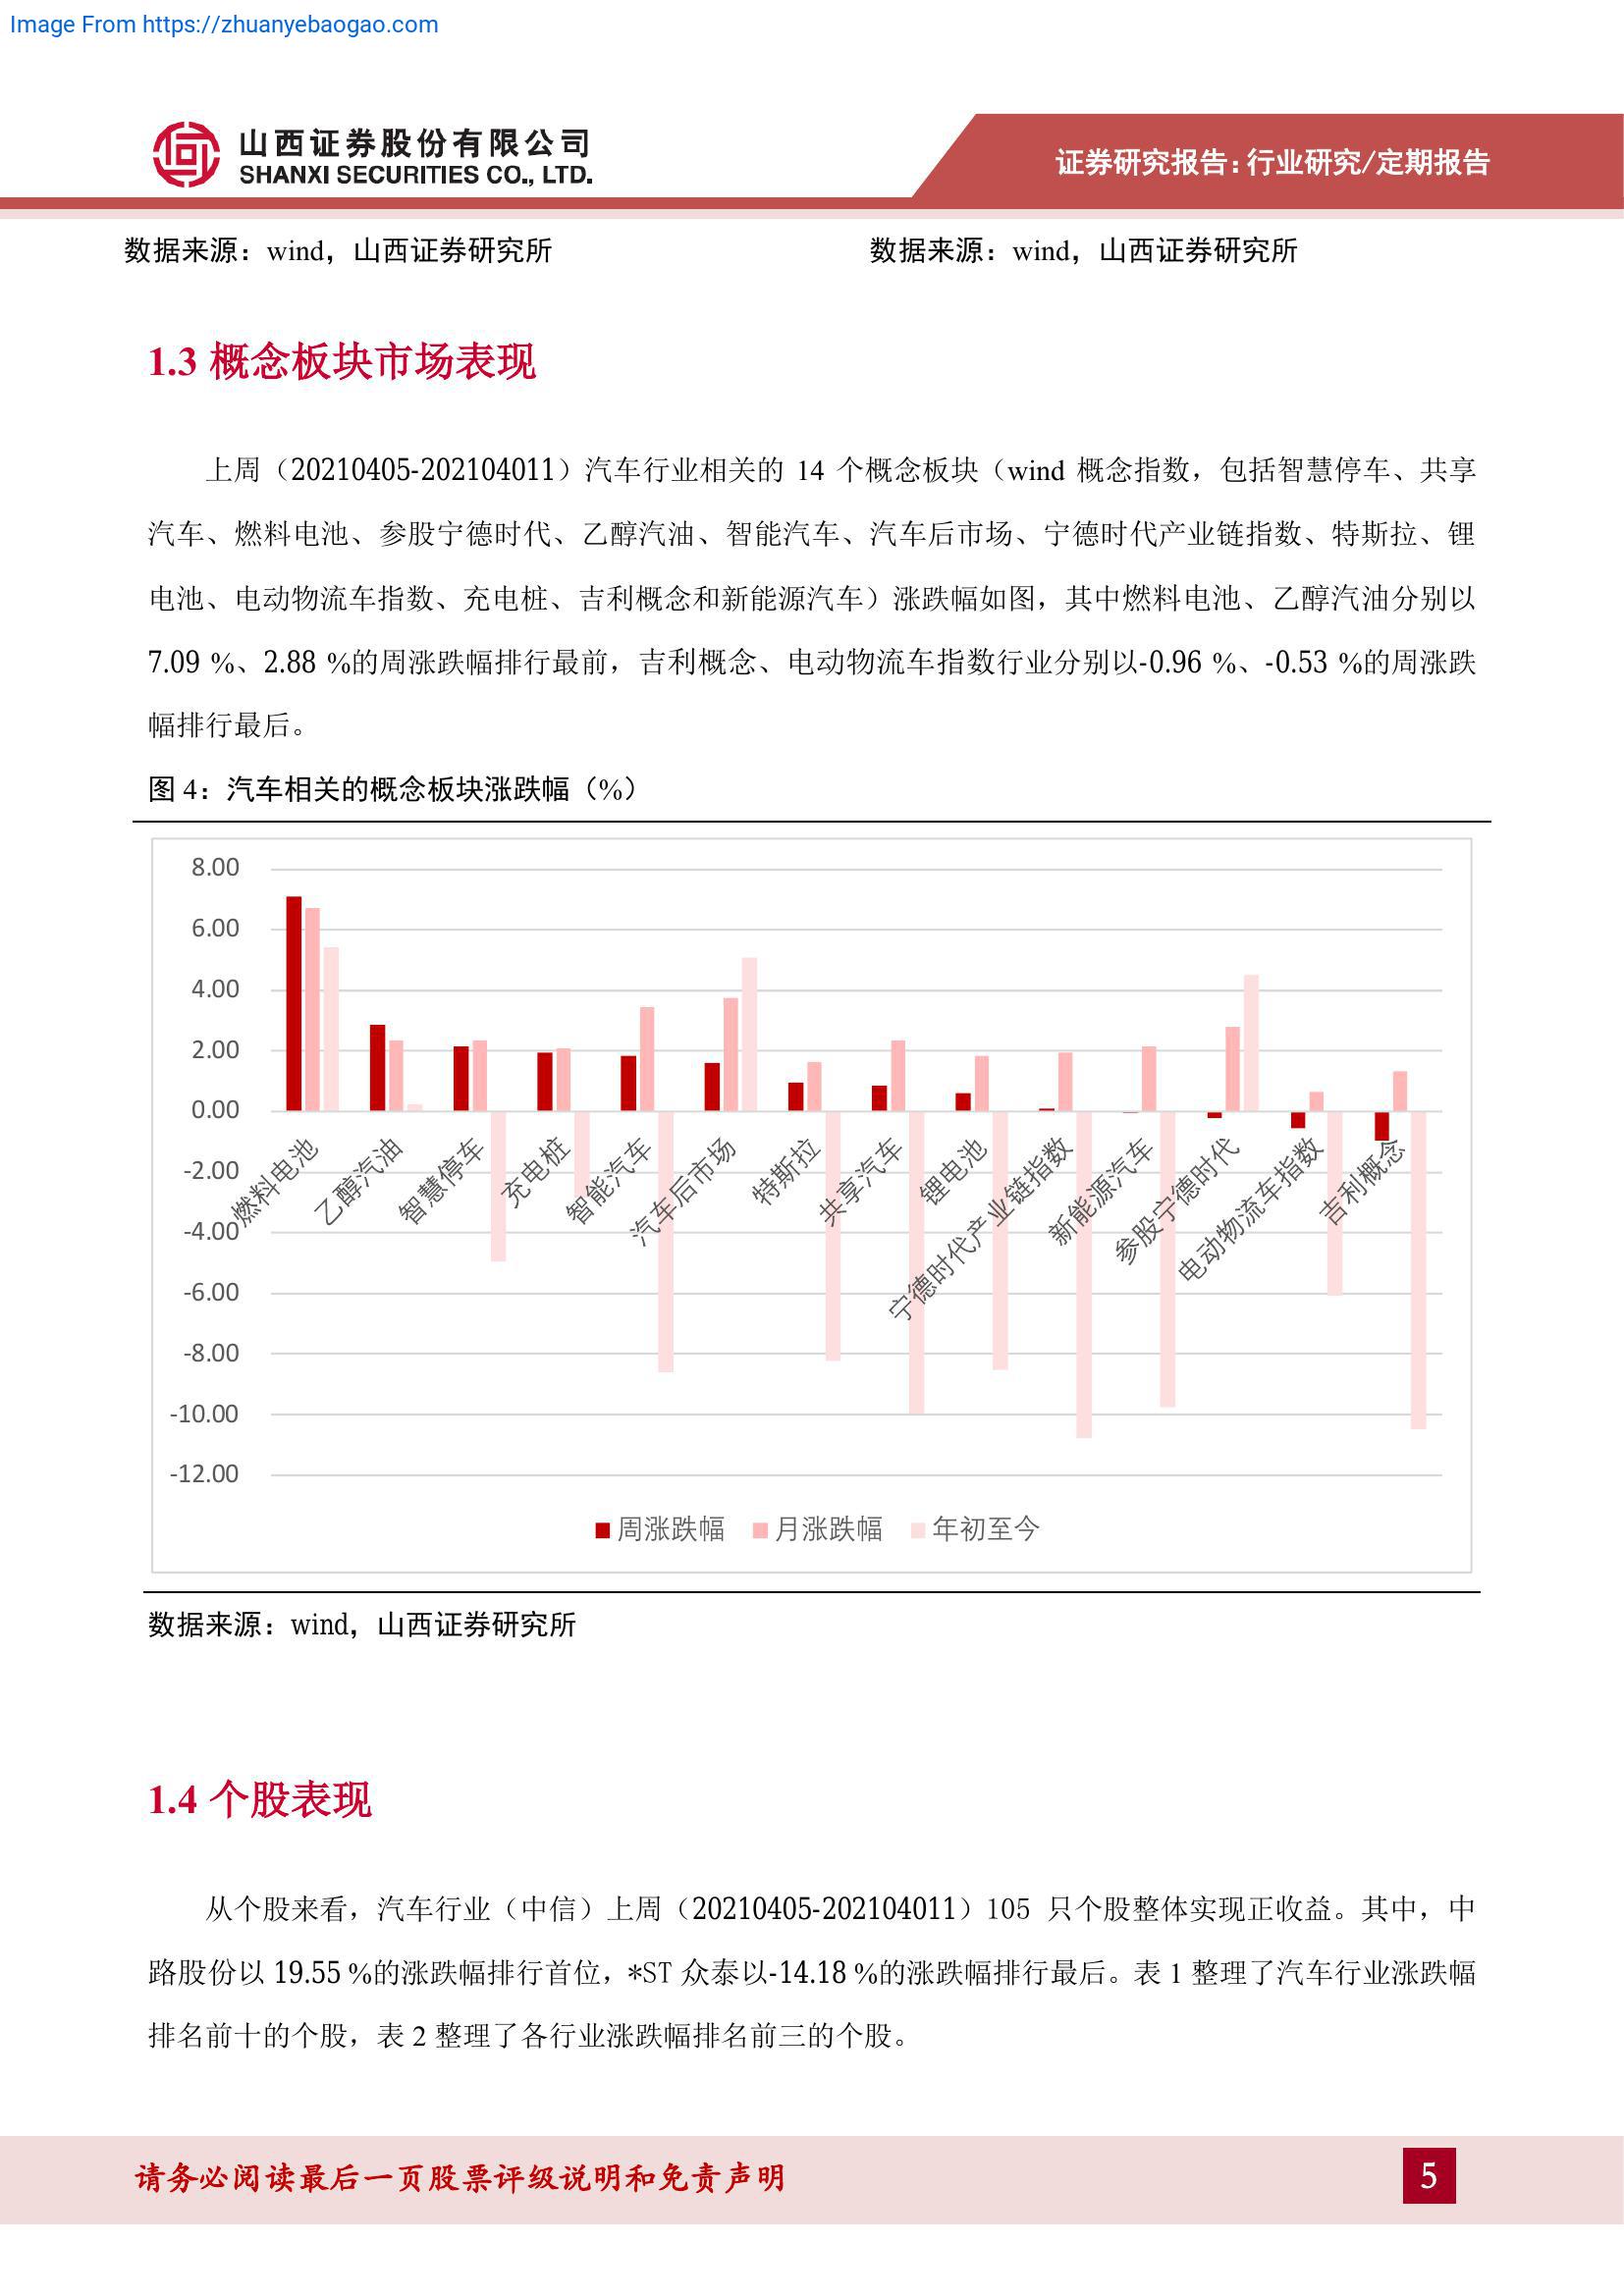 Image From https://zhuanyebaogao.com
山西证券股份有限公司
SHANXI SECURITIES CO., LTD.
证券研究报告:行业研究/定期报告
数据来源：wind，山西证券研究所
数据来源：wind，山西证券研究所
1.3 概念板块市场表现
上周（20210405-202104011）汽车行业相关的 14 个概念板块（wind 概念指数，包括智慧停车、共享
汽车、燃料电池、参股宁德时代、乙醇汽油、智能汽车、汽车后市场、宁德时代产业链指数、特斯拉、锂
电池、电动物流车指数、充电桩、吉利概念和新能源汽车）涨跌幅如图，其中燃料电池、乙醇汽油分别以
7.09 %、2.88 %的周涨跌幅排行最前，吉利概念、电动物流车指数行业分别以-0.96 %、-0.53 %的周涨跌
幅排行最后。
图 4：汽车相关的概念板块涨跌幅（%）
8.00
6.00
4.00
2.00
0.00
-2.00
-4.00
-6.00
-8.00
-10.00
-12.00
燃料电池
乙醇汽油
智慧停车
充电桩
智能汽车
汽车后市场
特斯拉
共享汽车
锂电池
宁德时代产业链指数
新能源汽车
参股宁德时代
电动物流车指数
吉利概念
周涨跌幅 月涨跌幅 年初至今
数据来源：wind，山西证券研究所
1.4 个股表现
从个股来看，汽车行业（中信）上周（20210405-202104011）105 只个股整体实现正收益。其中，中
路股份以 19.55 %的涨跌幅排行首位，*ST 众泰以-14.18 %的涨跌幅排行最后。表 1 整理了汽车行业涨跌幅
排名前十的个股，表 2 整理了各行业涨跌幅排名前三的个股。
请务必阅读最后一页股票评级说明和免责声明
5